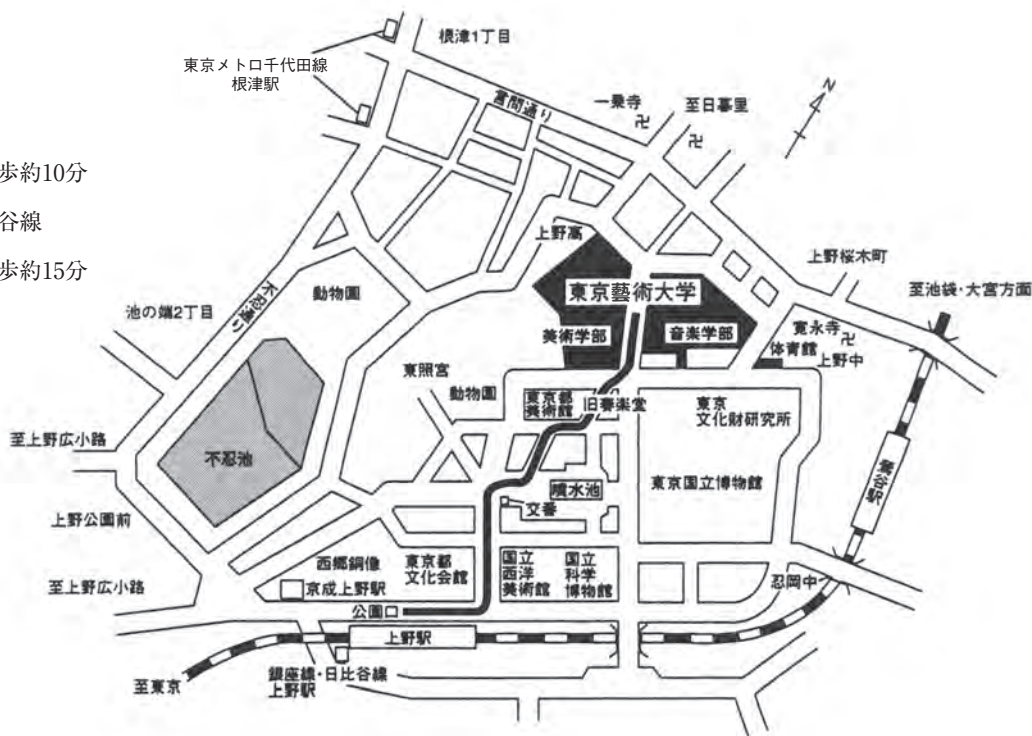 根津1丁目
東京メトロ千代田線
根津駅
言問通り
一乗寺
至日暮里
N
歩約10分
谷線
歩約15分
上野高
上野桜木町
東京藝術大学
至池袋・大宮方面
美術学部
音楽学部
寛永寺
体育館
上野中
動物園
不忍通り
池の端2丁目
東照宮
動物園
東京都
美術館
旧奏楽堂
東京
文化財研究所
至上野広小路
不忍池
噴水池
交番
東京国立博物館
鶯谷駅
上野公園前
西郷銅像
東京都
文化会館
国立
西洋
美術館
国立
科学
博物館
忍岡中
至上野広小路
京成上野駅
公園口
上野駅
至東京
銀座線・日比谷線
上野駅